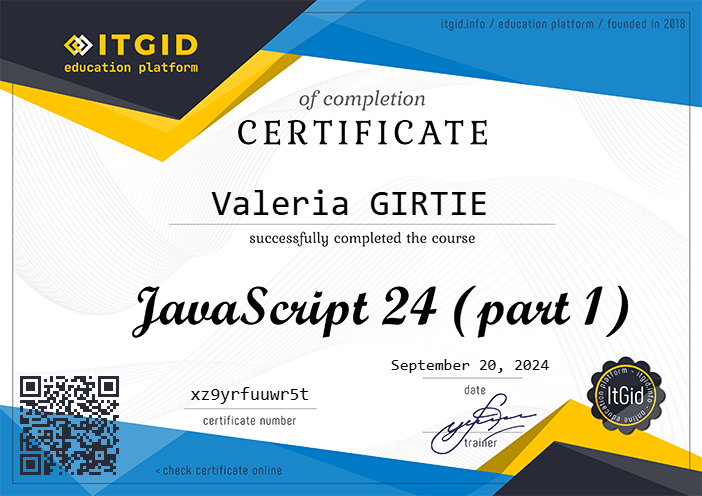 itgid.info / education platform / founded in 2018
ITGID
education platform
of completion
CERTIFICATE
Valeria GIRTIE
successfully completed the course
JavaScript 24 (part 1)
September 20, 2024
date
xz9yrfuuwr5t
certificate number
trainer
education platform - itgid.info - online
ItGid
< check certificate online